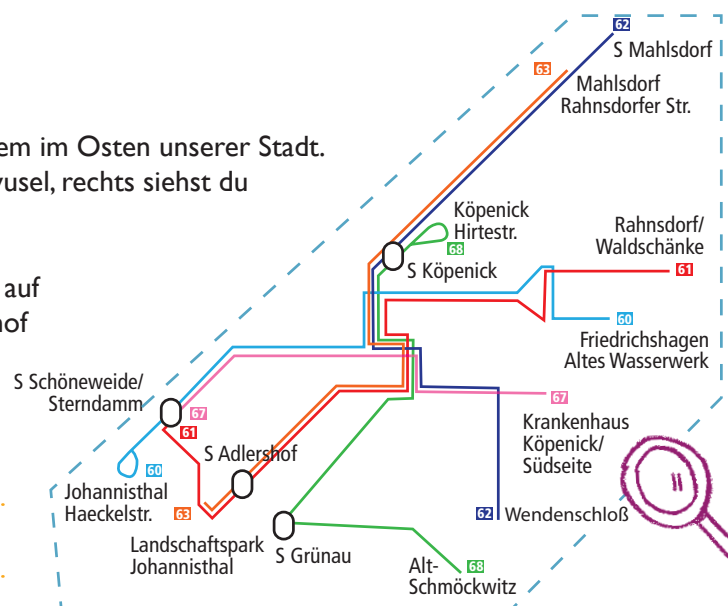 em im Osten unserer Stadt.
usel, rechts siehst du
auf
of
62
S Mahlsdorf
63
Mahlsdorf
Rahnsdorfer Str.
Köpenick
Hirtestr.
68
S Köpenick
Rahnsdorf/
Waldschänke
61
60
Friedrichshagen
Altes Wasserwerk
S Schöneweide/
Sterndamm
67
61
67
Krankenhaus
Köpenick/
Südseite
S Adlershof
60
Johannisthal
Haeckelstr.
63
Landschaftspark
Johannisthal
S Grünau
62 Wendenschloß
68
Alt-
Schmöckwitz